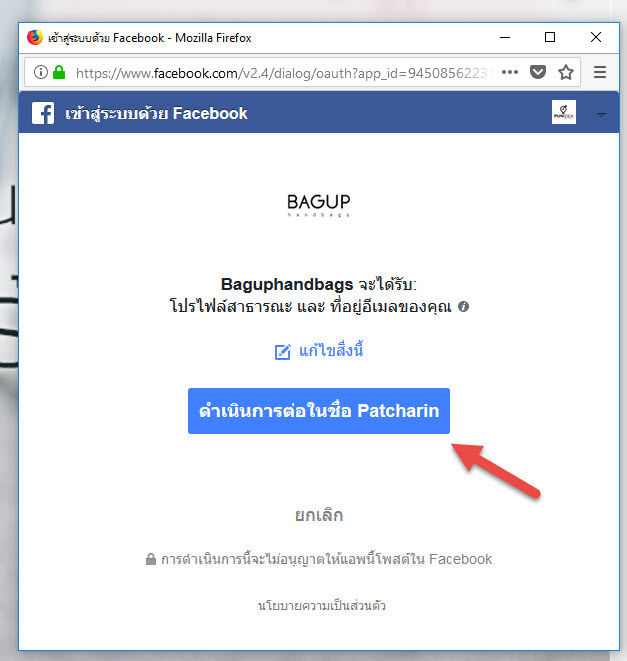 เข้าสู่ระบบด้วย Facebook - Mozilla Firefox
https://www.facebook.com/v2.4/dialog/oauth?app_id=9450856223
เข้าสู่ระบบด้วย Facebook
BAGUP
handbags
Baguphandbags จะได้รับ:
โปรไฟล์สาธารณะ และ ที่อยู่อีเมลของคุณ
แก้ไขสิ่งนี้
ดำเนินการต่อในชื่อ Patcharin
ยกเลิก
การดำเนินการนี้จะไม่อนุญาตให้แอพนี้โพสต์ใน Facebook
นโยบายความเป็นส่วนตัว